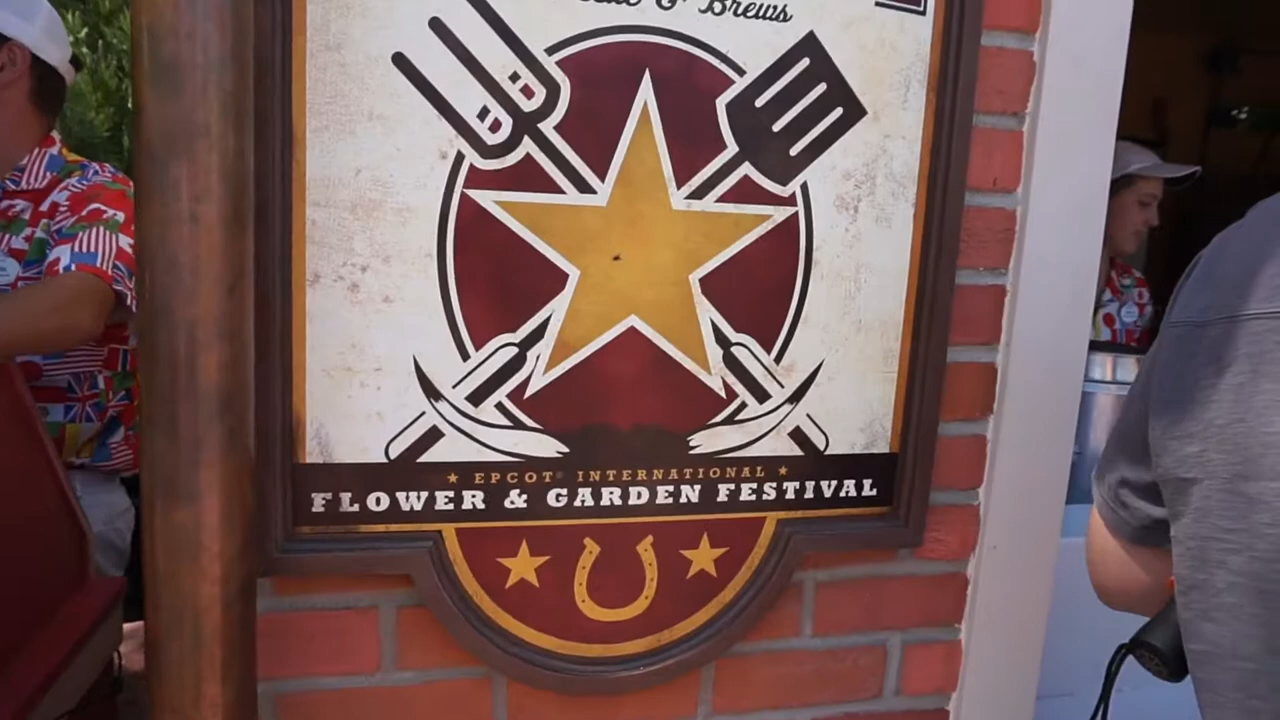 & Brews
★ EPCOT® INTERNATIONAL ★
FLOWER & GARDEN FESTIVAL